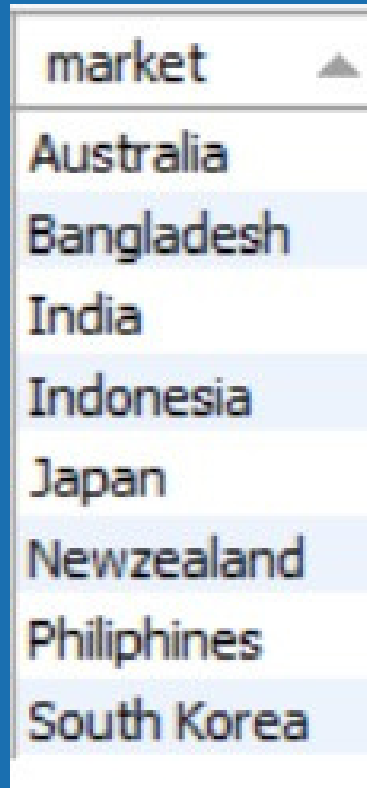 market
Australia
Bangladesh
India
Indonesia
Japan
Newzealand
Philiphines
South Korea